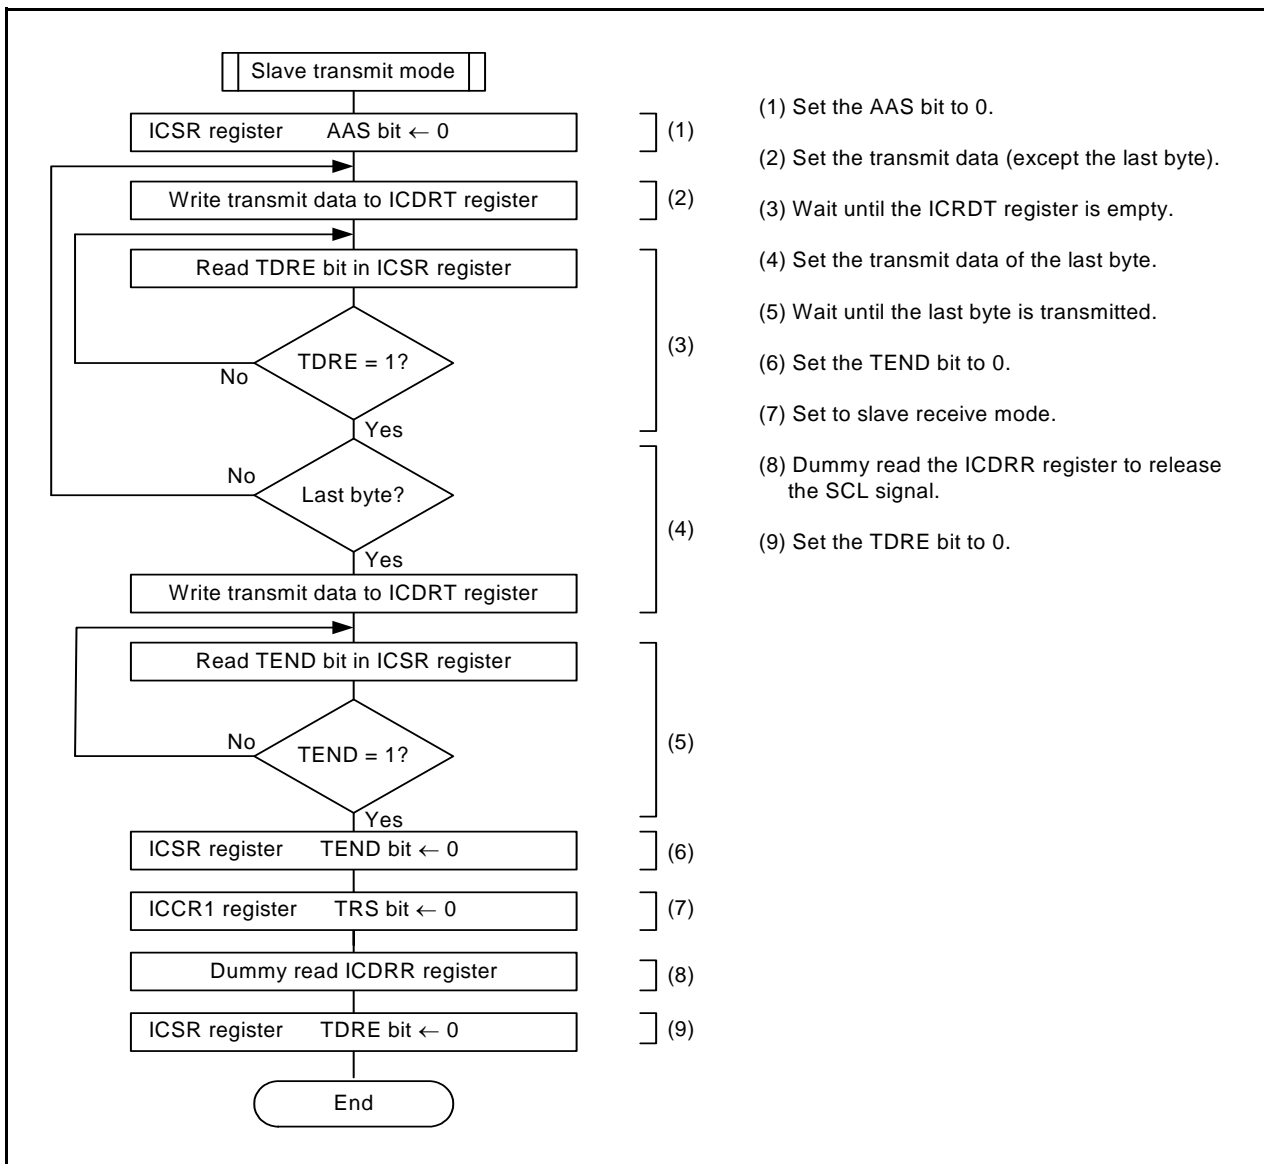 Slave transmit mode
ICSR register AAS bit ← 0
(1)
Write transmit data to ICDRT register
(2)
Read TDRE bit in ICSR register
TDRE = 1?
No
(3)
Yes
No
Last byte?
(4)
Yes
Write transmit data to ICDRT register
Read TEND bit in ICSR register
No
TEND = 1?
(5)
Yes
ICSR register TEND bit ← 0
(6)
ICCR1 register TRS bit ← 0
(7)
Dummy read ICDRR register
(8)
ICSR register TDRE bit ← 0
(9)
End
(1) Set the AAS bit to 0.
(2) Set the transmit data (except the last byte).
(3) Wait until the ICRDT register is empty.
(4) Set the transmit data of the last byte.
(5) Wait until the last byte is transmitted.
(6) Set the TEND bit to 0.
(7) Set to slave receive mode.
(8) Dummy read the ICDRR register to release
the SCL signal.
(9) Set the TDRE bit to 0.